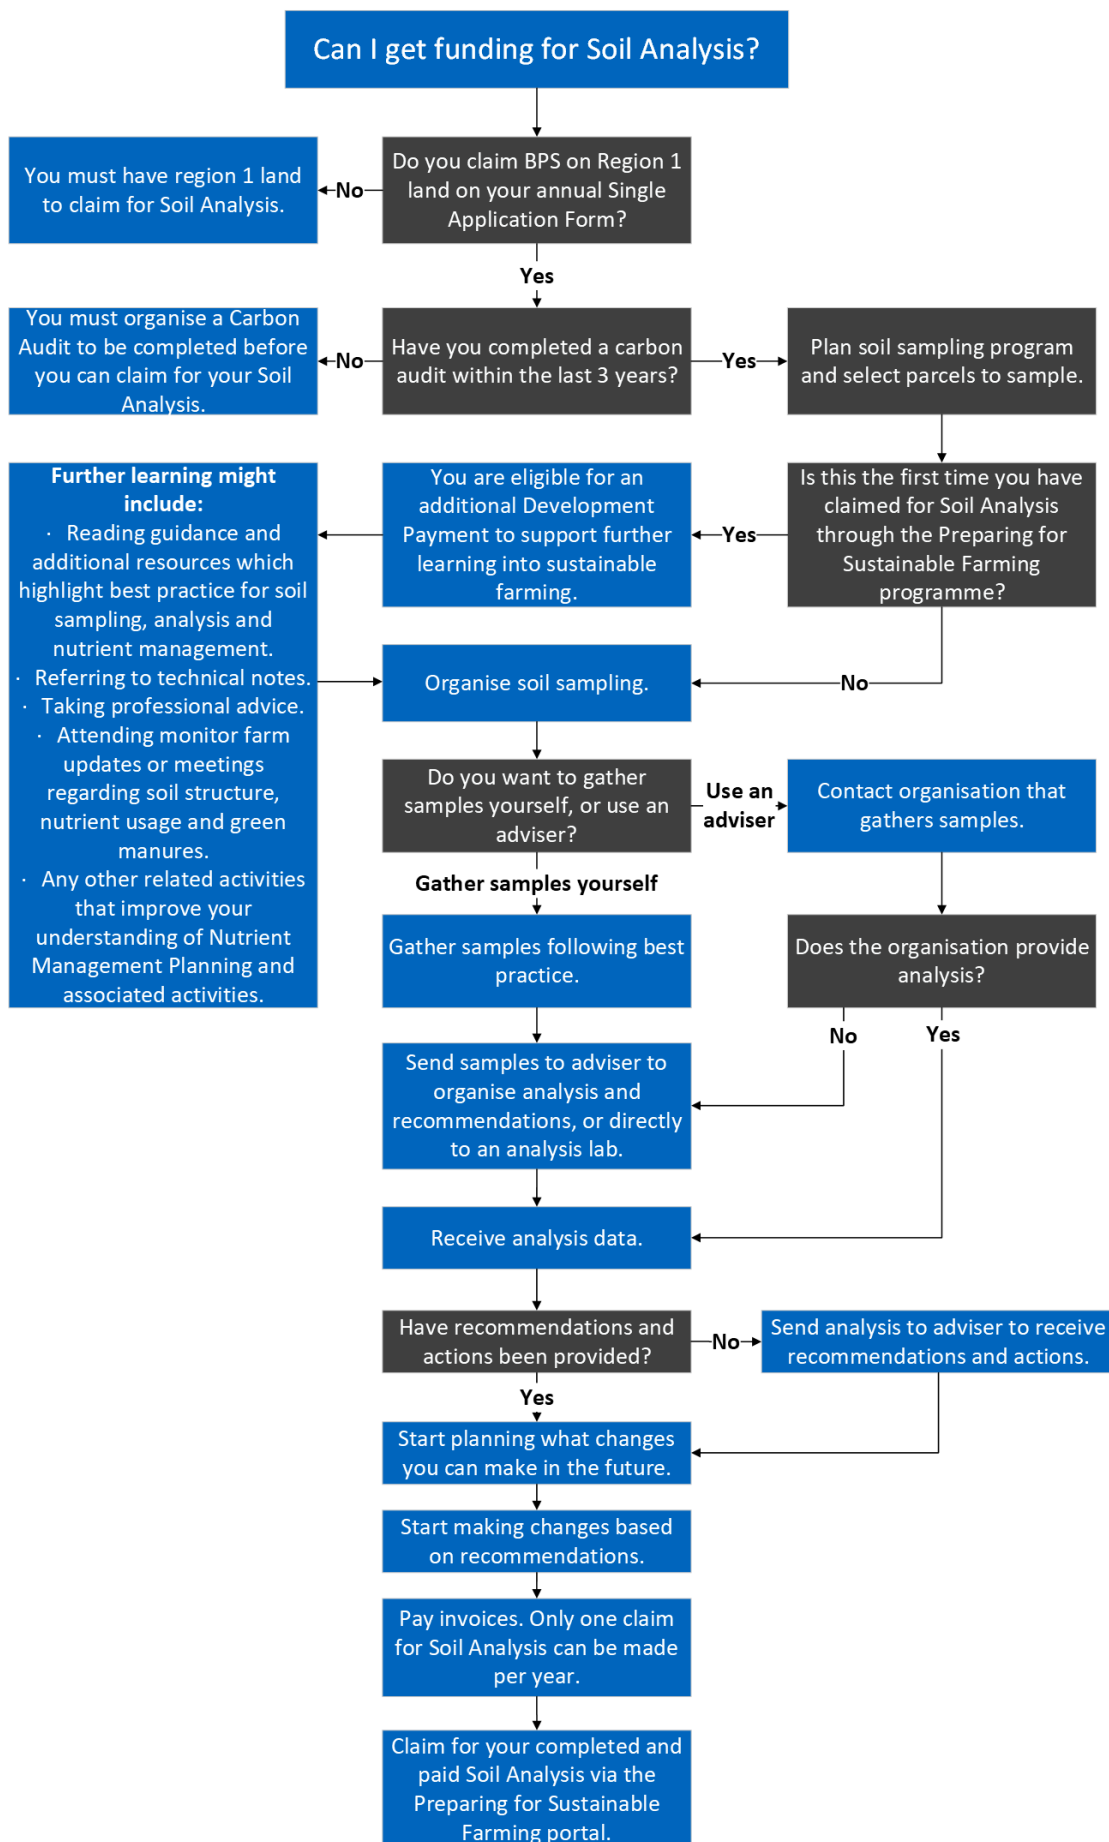 Can I get funding for Soil Analysis?
Do you claim BPS on Region 1
land on your annual Single
Application Form?
No
You must have region 1 land
to claim for Soil Analysis.
Yes
Have you completed a carbon
audit within the last 3 years?
No
You must organise a Carbon
Audit to be completed before
you can claim for your Soil
Analysis.
Yes
Plan soil sampling program
and select parcels to sample.
Is this the first time you have
claimed for Soil Analysis
through the Preparing for
Sustainable Farming
programme?
Yes
You are eligible for an
additional Development
Payment to support further
learning into sustainable
farming.
Further learning might
include:
· Reading guidance and
additional resources which
highlight best practice for soil
sampling, analysis and
nutrient management.
· Referring to technical notes.
· Taking professional advice.
· Attending monitor farm
updates or meetings
regarding soil structure,
nutrient usage and green
manures.
· Any other related activities
that improve your
understanding of Nutrient
Management Planning and
associated activities.
No
Organise soil sampling.
Do you want to gather
samples yourself, or use an
adviser?
Use an
adviser
Contact organisation that
gathers samples.
Gather samples yourself
Gather samples following best
practice.
Does the organisation provide
analysis?
No
Yes
Send samples to adviser to
organise analysis and
recommendations, or directly
to an analysis lab.
Receive analysis data.
Have recommendations and
actions been provided?
No
Send analysis to adviser to receive
recommendations and actions.
Yes
Start planning what changes
you can make in the future.
Start making changes based
on recommendations.
Pay invoices. Only one claim
for Soil Analysis can be made
per year.
Claim for your completed and
paid Soil Analysis via the
Preparing for Sustainable
Farming portal.